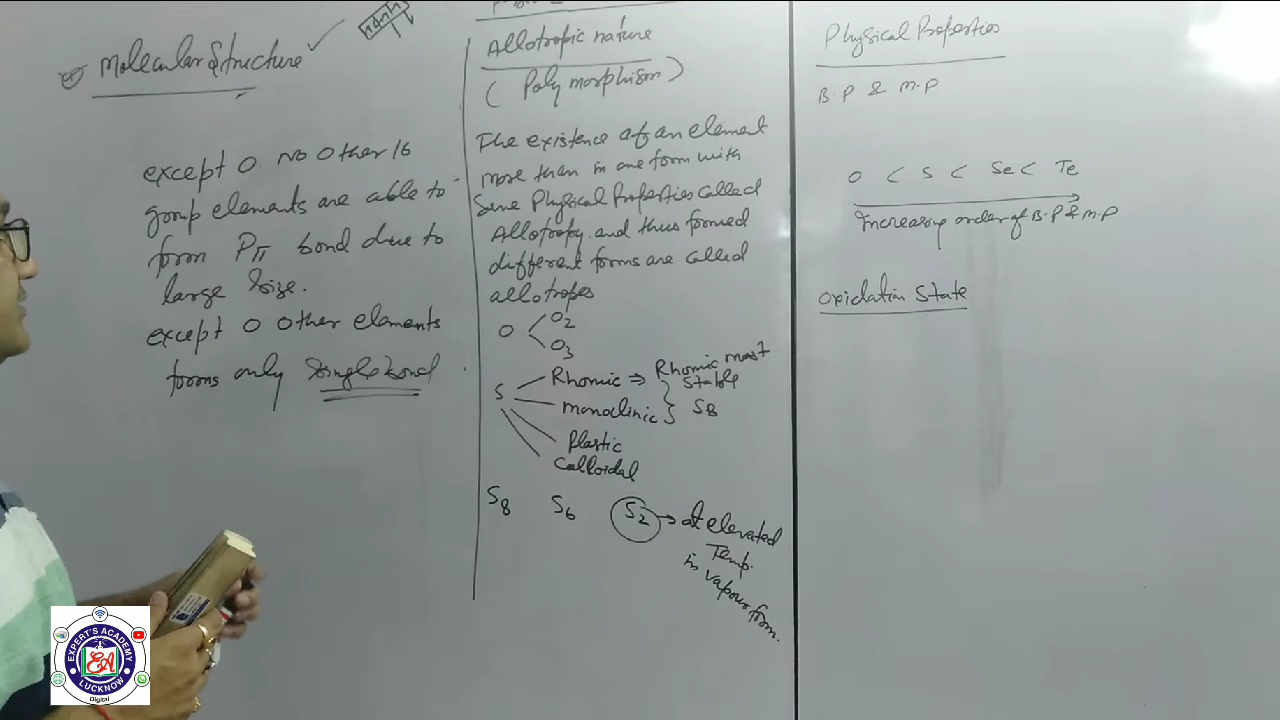 Molecular Structure
except O no other 16
group elements are able to
form Pπ bond due to
large size.
except O other elements
forms only Single bond
Allotropic nature
( Polymorphism )
The existence of an element
more than in one form with
Same Physical Properties called
Allotropy and thus formed
different forms are called
allotropes
O
O2
O3
S
Rhomic ⇒ Rhomic most
stable
monoclinic
S8
Plastic
Colloidal
S8 S6 S2 → at elevated
Temp.
in vapour form.
Physical Properties
B.P & M.P
O < S < Se < Te
Increasing order of B.P & M.P
Oxidation State
EXPERT'S ACADEMY
EA
LUCKNOW
Digital